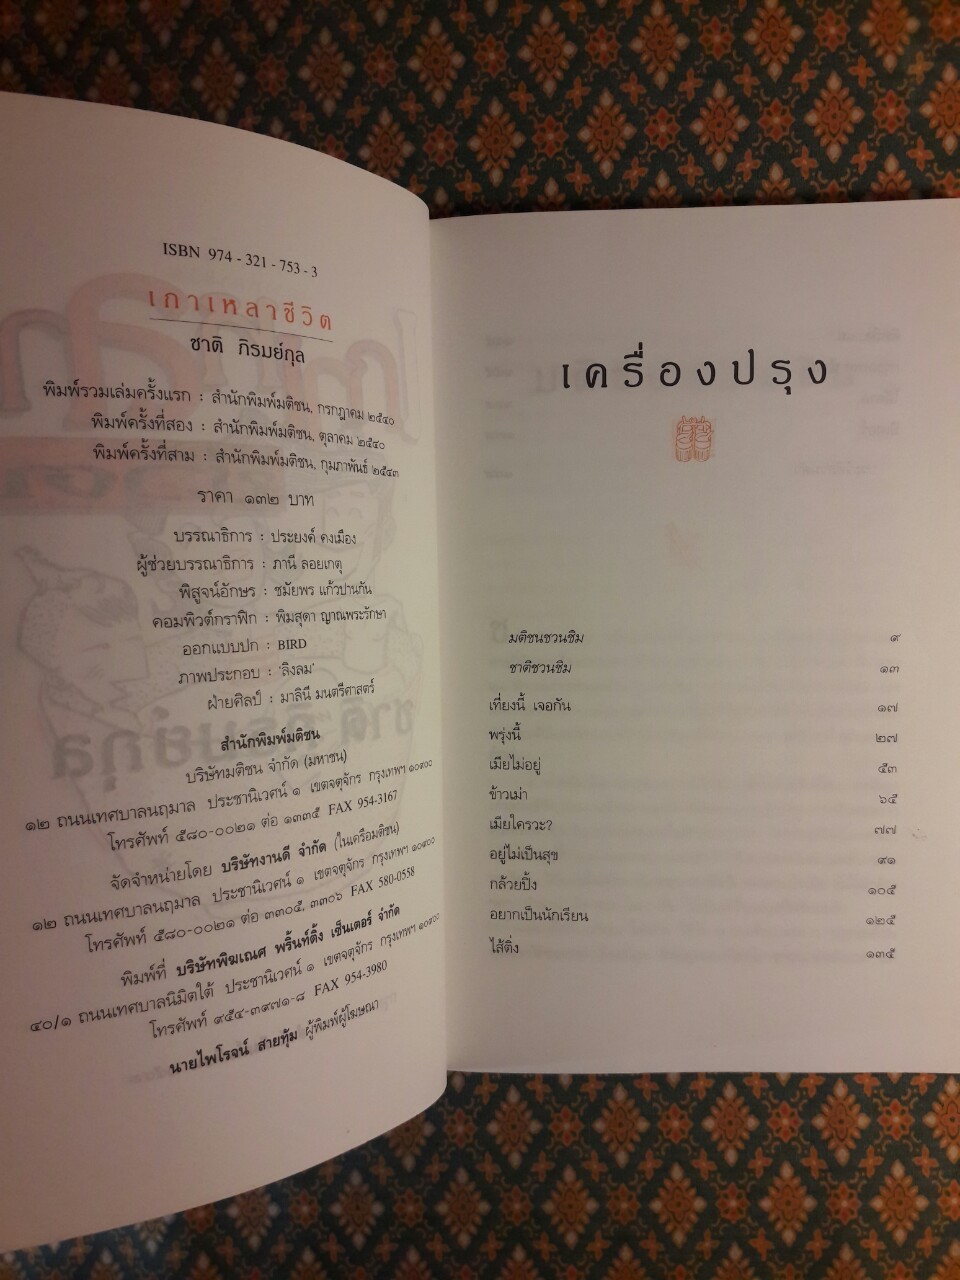 ISBN 974 - 321 - 753 - 3
เกาเหลาชีวิต
ชาติ ภิรมย์กุล
พิมพ์รวมเล่มครั้งแรก : สำนักพิมพ์มติชน, กรกฎาคม ๒๕๔๐
พิมพ์ครั้งที่สอง : สำนักพิมพ์มติชน, ตุลาคม ๒๕๔๐
พิมพ์ครั้งที่สาม : สำนักพิมพ์มติชน, กุมภาพันธ์ ๒๕๔๓
ราคา ๑๓๒ บาท
บรรณาธิการ : ประยงค์ คงเมือง
ผู้ช่วยบรรณาธิการ : ภานี ลอยเกตุ
พิสูจน์อักษร : ชมัยพร แก้วปานกัน
คอมพิวต์กราฟิก : พิมสุดา ญาณพระรักษา
ออกแบบปก : BIRD
ภาพประกอบ : 'ลิงลม'
ฝ่ายศิลป์ : มาลินี มนตรีศาสตร์
สำนักพิมพ์มติชน
บริษัทมติชน จำกัด (มหาชน)
๑๒ ถนนเทศบาลนฤมาล ประชานิเวศน์ ๑ เขตจตุจักร กรุงเทพฯ ๑๐๙๐๐
โทรศัพท์ ๕๘๐-๐๐๒๑ ต่อ ๑๓๓๕ FAX 954-3167
จัดจำหน่ายโดย บริษัทงานดี จำกัด (ในเครือมติชน)
๑๒ ถนนเทศบาลนฤมาล ประชานิเวศน์ ๑ เขตจตุจักร กรุงเทพฯ ๑๐๙๐๐
โทรศัพท์ ๕๘๐-๐๐๒๑ ต่อ ๓๓๐๕, ๓๓๐๖ FAX 580-0558
พิมพ์ที่ บริษัทพิฆเณศ พริ้นท์ติ้ง เซ็นเตอร์ จำกัด
๔๐/๑ ถนนเทศบาลนิมิตใต้ ประชานิเวศน์ ๑ เขตจตุจักร กรุงเทพฯ ๑๐๙๐๐
โทรศัพท์ ๙๕๔-๓๙๗๑-๘ FAX 954-3980
นายไพโรจน์ สายทุ้ม ผู้พิมพ์ผู้โฆษณา
เครื่องปรุง
มติชนชวนชิม ๙
ชาติชวนชิม ๑๓
เที่ยงนี้ เจอกัน ๑๗
พรุ่งนี้ ๒๗
เมียไม่อยู่ ๕๓
ข้าวเม่า ๖๕
เมียใครวะ? ๗๗
อยู่ไม่เป็นสุข ๙๑
กล้วยปิ้ง ๑๐๕
อยากเป็นนักเรียน ๑๒๕
ไส้ติ่ง ๑๓๕